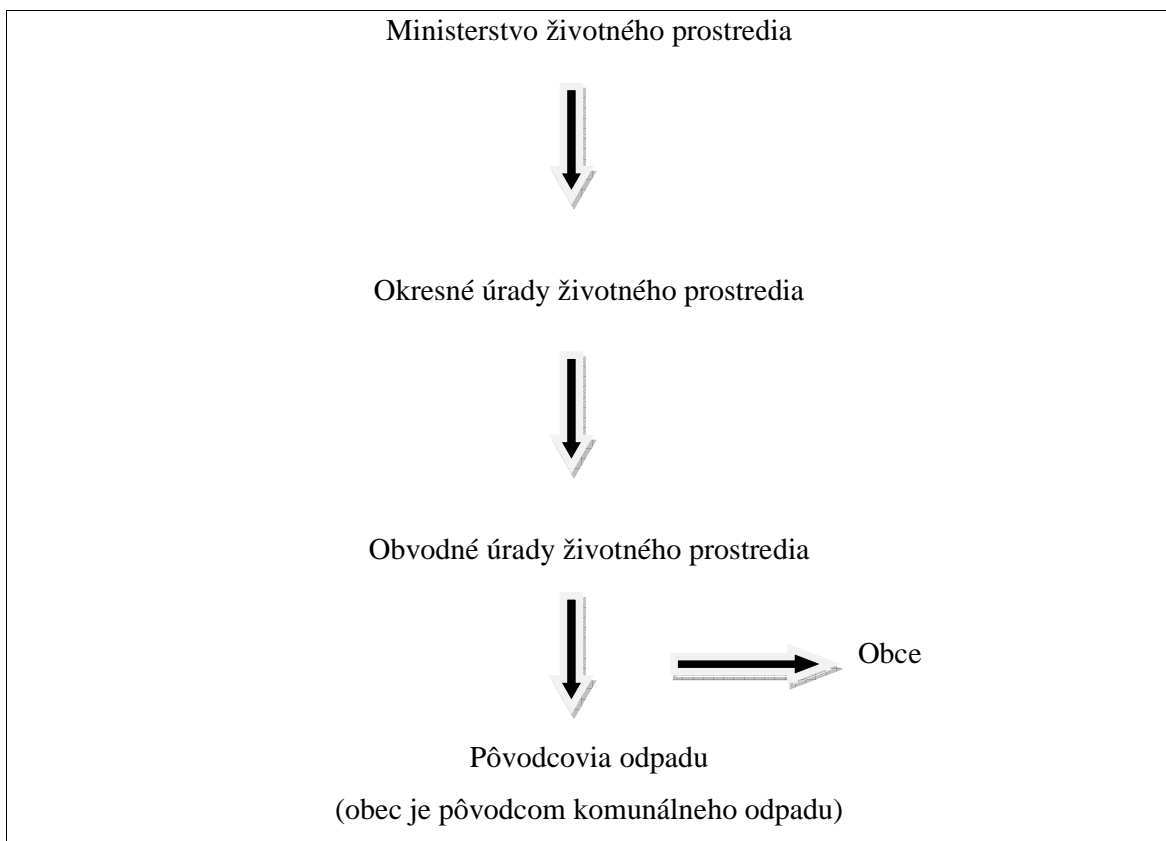 Ministerstvo životného prostredia
Okresné úrady životného prostredia
Obvodné úrady životného prostredia
Obce
Pôvodcovia odpadu
(obec je pôvodcom komunálneho odpadu)